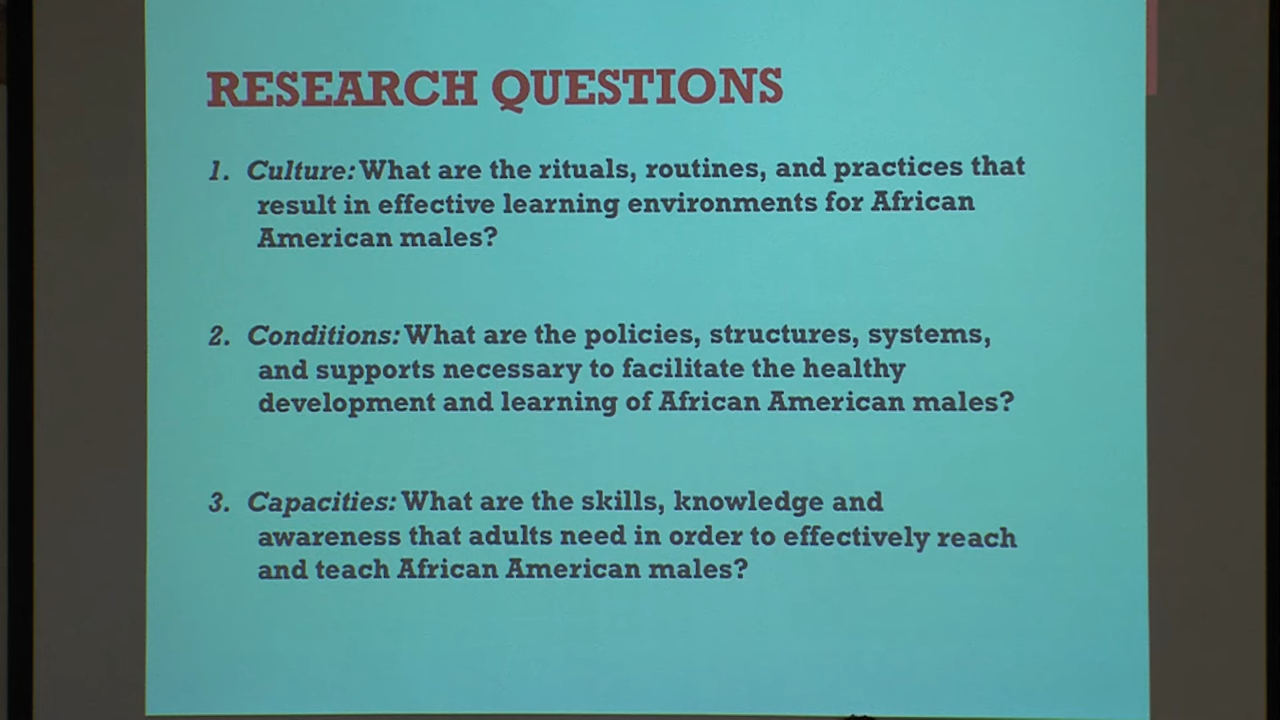 RESEARCH QUESTIONS
1. Culture: What are the rituals, routines, and practices that
result in effective learning environments for African
American males?
2. Conditions: What are the policies, structures, systems,
and supports necessary to facilitate the healthy
development and learning of African American males?
3. Capacities: What are the skills, knowledge and
awareness that adults need in order to effectively reach
and teach African American males?